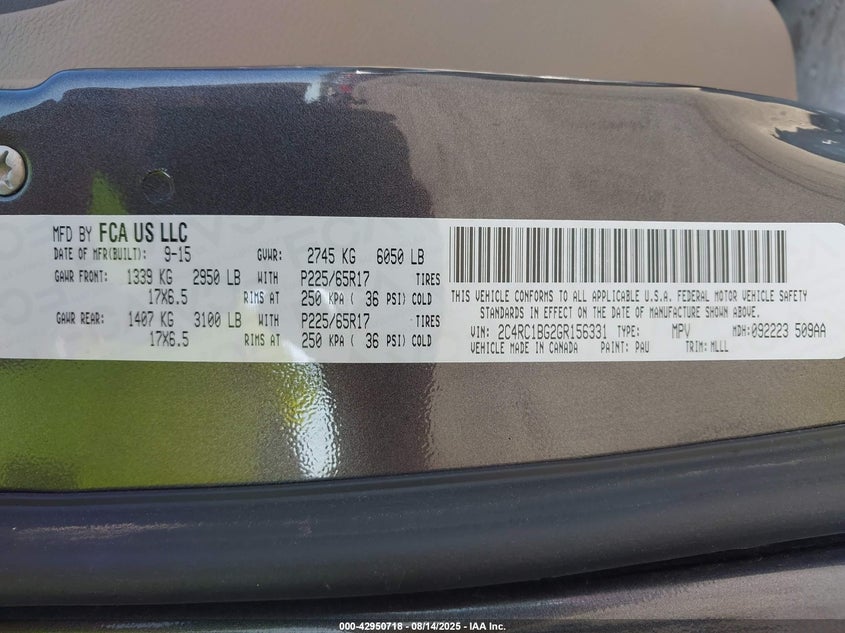 MFD BY FCA US LLC
DATE OF MFR(BUILT): 9-15 GVWR: 2745 KG 6050 LB
GAWR FRONT: 1339 KG 2950 LB WITH P225/65R17 TIRES
17X6.5 RIMS AT 250 KPA ( 36 PSI) COLD
GAWR REAR: 1407 KG 3100 LB WITH P225/65R17 TIRES
17X6.5 RIMS AT 250 KPA ( 36 PSI) COLD
THIS VEHICLE CONFORMS TO ALL APPLICABLE U.S.A. FEDERAL MOTOR VEHICLE SAFETY
STANDARDS IN EFFECT ON THE DATE OF MANUFACTURE SHOWN ABOVE.
VIN: 2C4RC1BG2GR156331 TYPE: MPV MDH:092223 509AA
VEHICLE MADE IN CANADA PAINT: PAU TRIM: MLLL
000-42950718 - 08/14/2025 - IAA Inc.